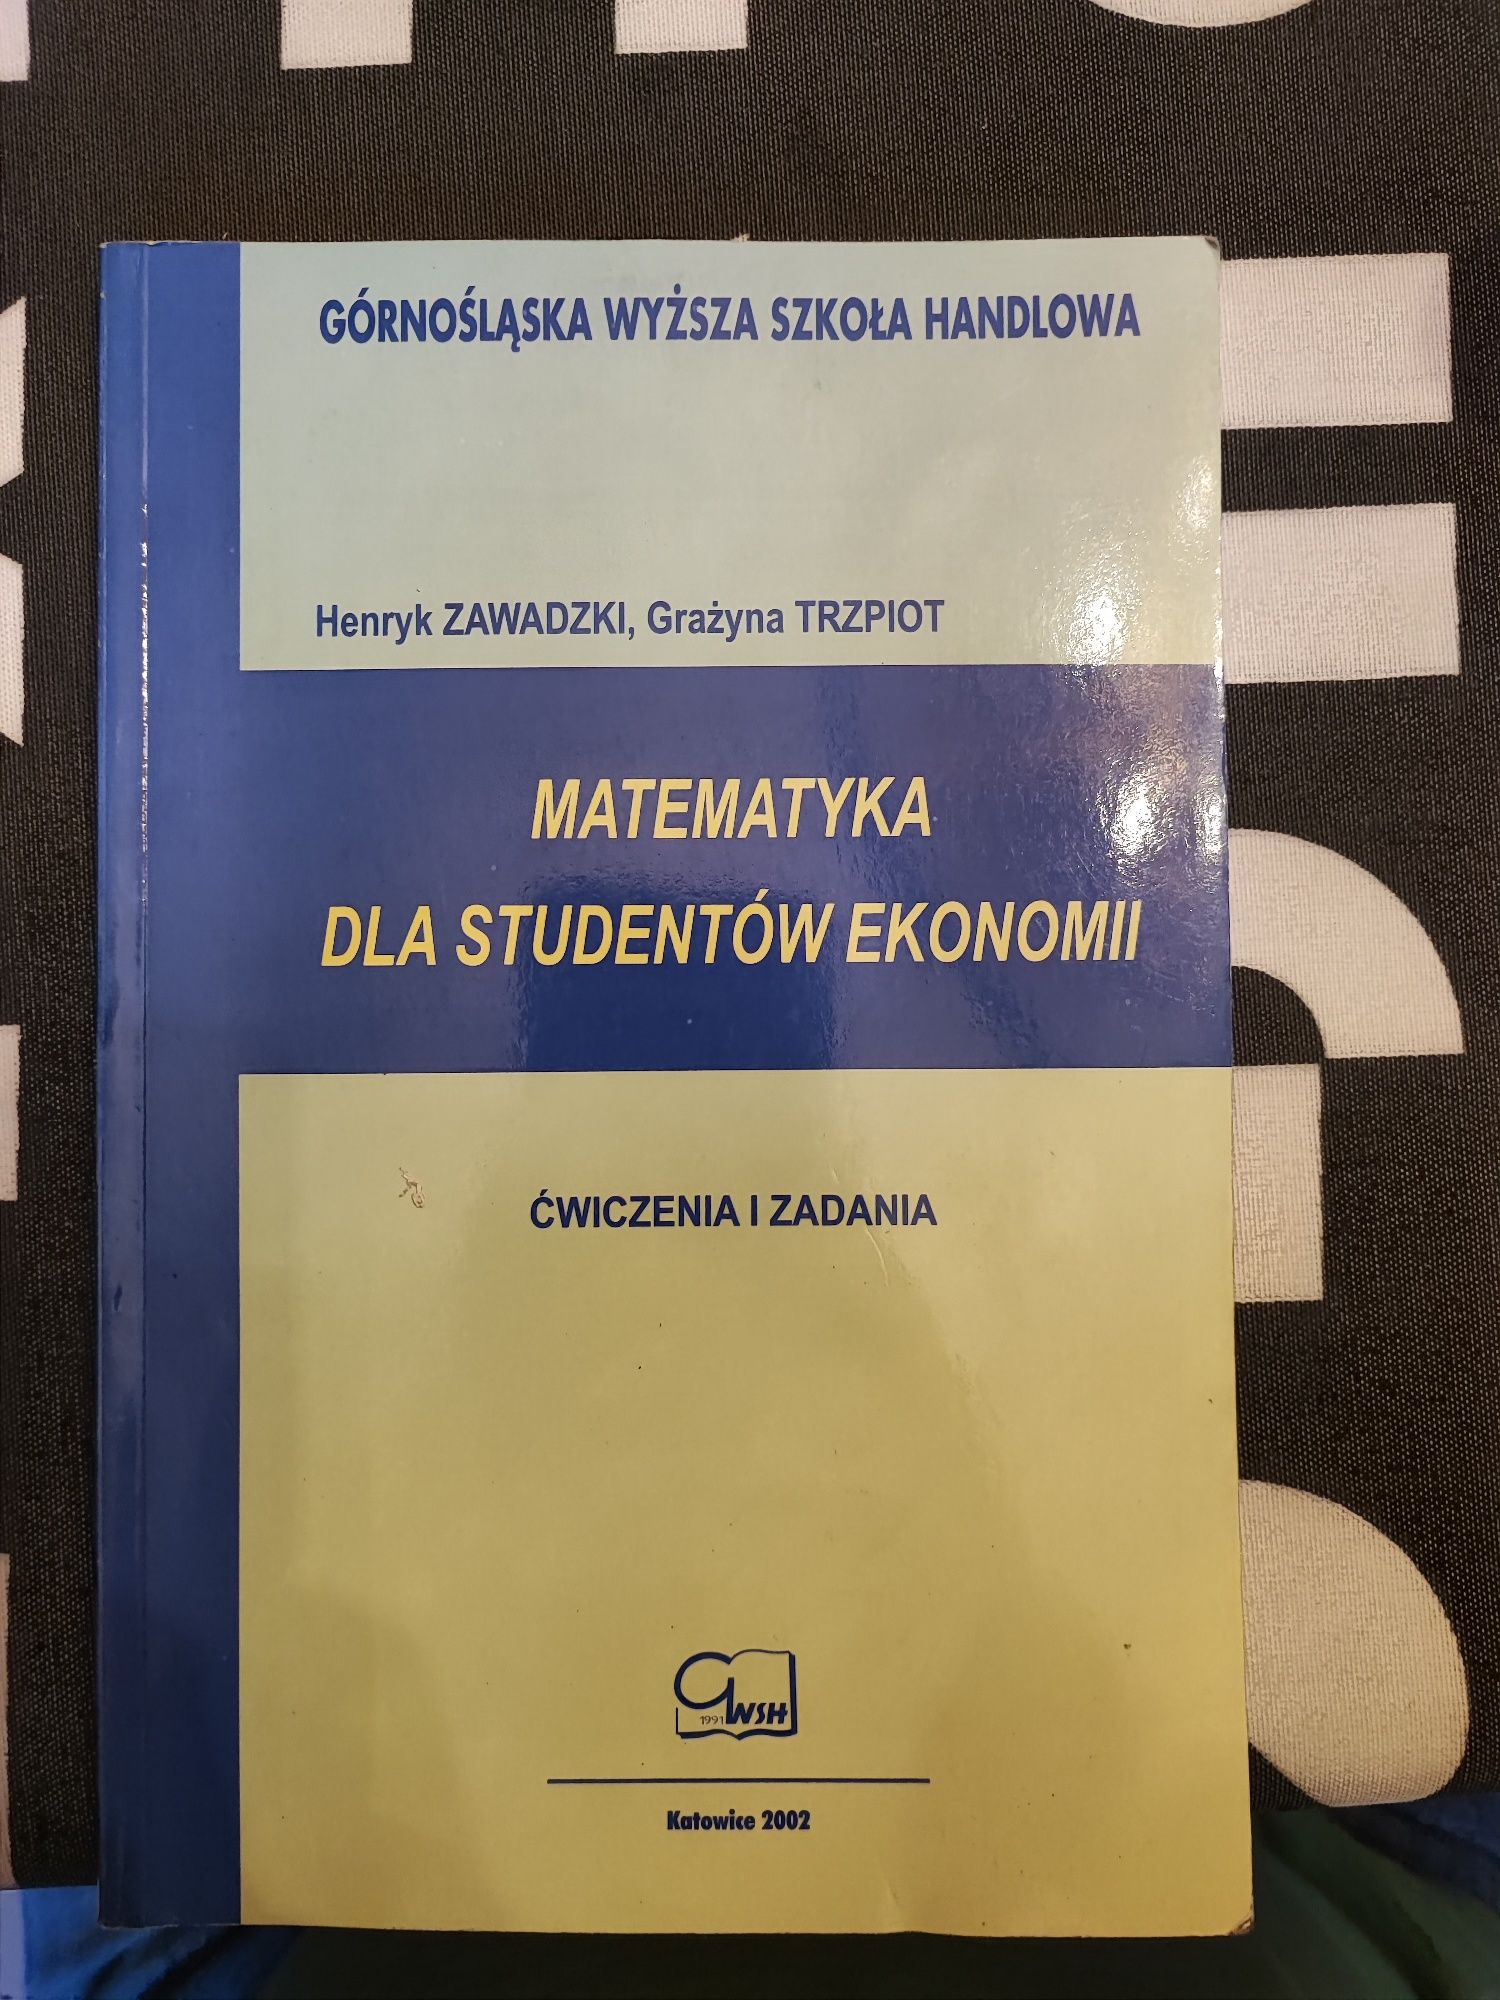 GÓRNOŚLĄSKA WYŻSZA SZKOŁA HANDLOWA
Henryk ZAWADZKI, Grażyna TRZPIOT
MATEMATYKA
DLA STUDENTÓW EKONOMII
ĆWICZENIA I ZADANIA
GWSH
1991
Katowice 2002